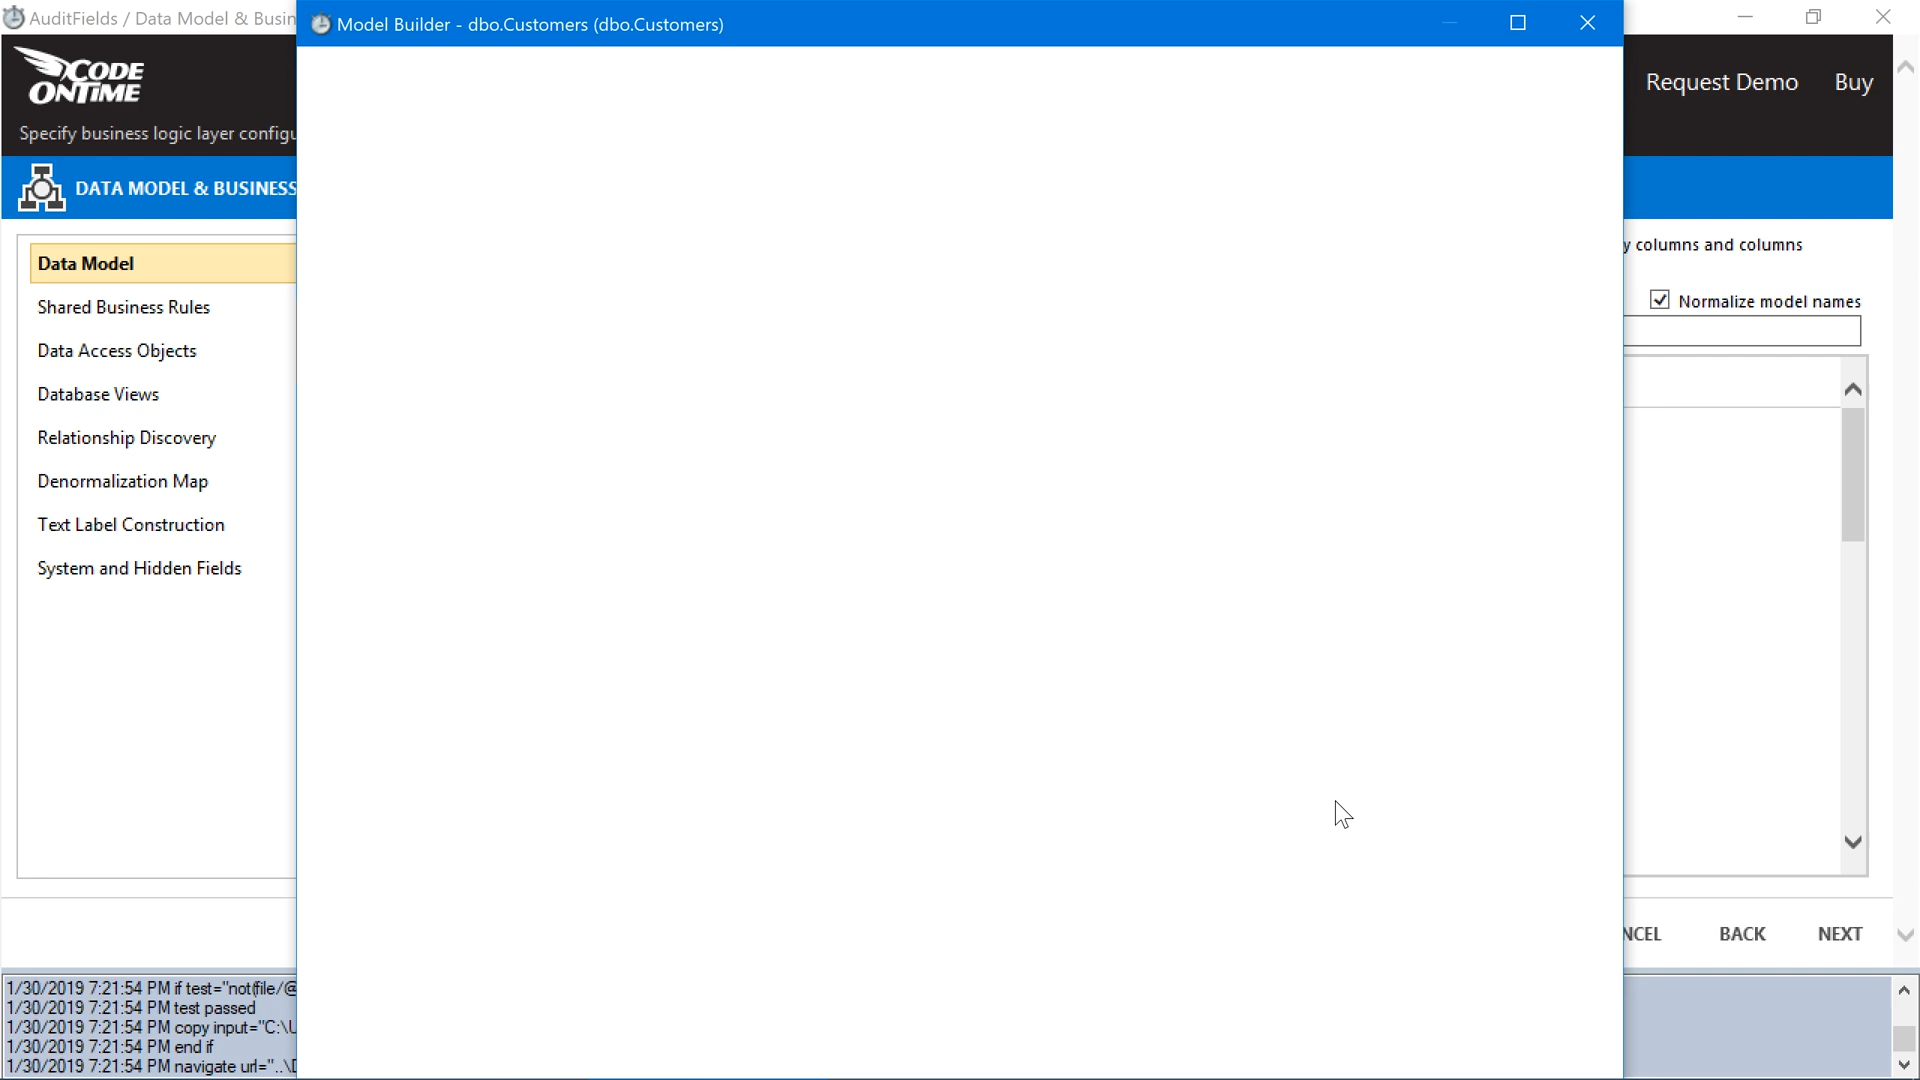 AuditFields / Data Model & Busin
Model Builder - dbo.Customers (dbo.Customers)
CODE
ONTIME
Request Demo
Buy
Specify business logic layer configu
DATA MODEL & BUSINESS
Data Model
Shared Business Rules
Data Access Objects
Database Views
Relationship Discovery
Denormalization Map
Text Label Construction
System and Hidden Fields
y columns and columns
Normalize model names
NCEL
BACK
NEXT
1/30/2019 7:21:54 PM if test="not(file/@
1/30/2019 7:21:54 PM test passed
1/30/2019 7:21:54 PM copy input="C:\U
1/30/2019 7:21:54 PM end if
1/30/2019 7:21:54 PM navigate url="..\D